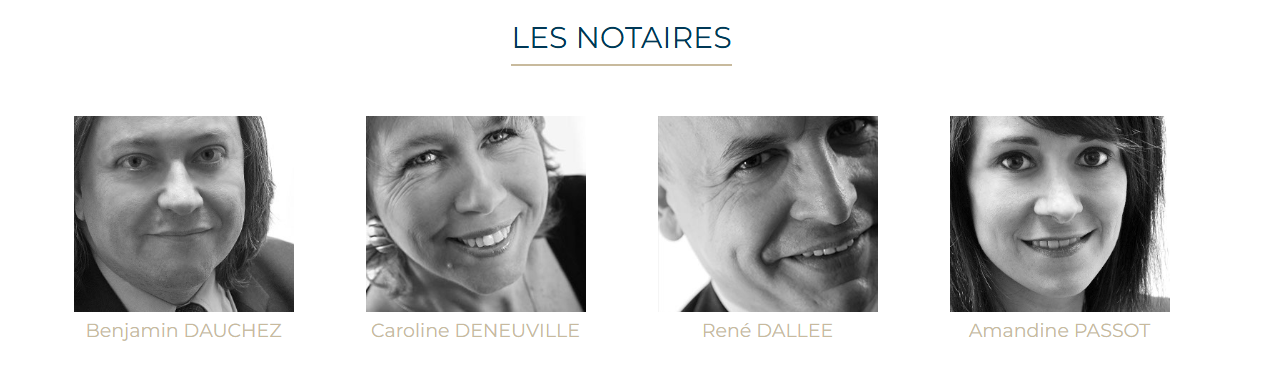 LES NOTAIRES
Benjamin DAUCHEZ
Caroline DENEUVILLE
René DALLEE
Amandine PASSOT